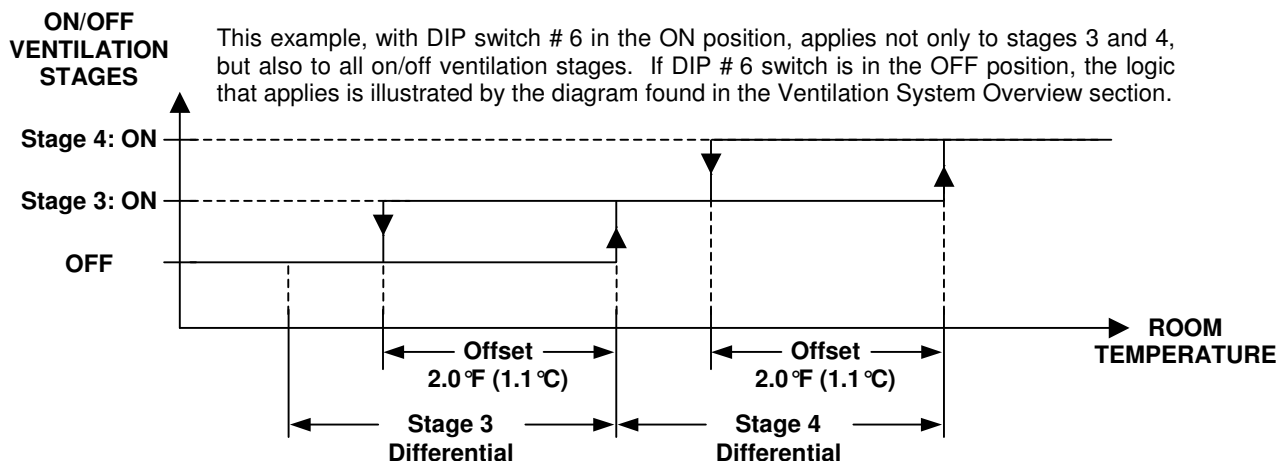 ON/OFF
VENTILATION
STAGES
This example, with DIP switch # 6 in the ON position, applies not only to stages 3 and 4,
but also to all on/off ventilation stages. If DIP # 6 switch is in the OFF position, the logic
that applies is illustrated by the diagram found in the Ventilation System Overview section.
Stage 4: ON
Stage 3: ON
OFF
ROOM
TEMPERATURE
Offset
2.0°F (1.1°C)
Offset
2.0°F (1.1°C)
Stage 3
Differential
Stage 4
Differential